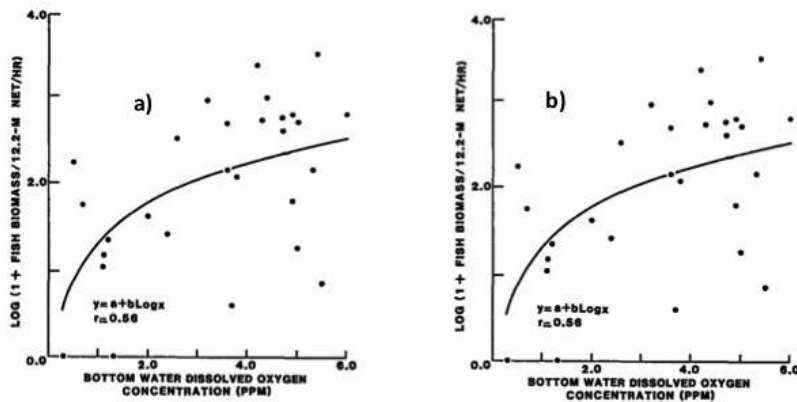 4.0
a)
2.0
0.0
LOG (1 + FISH BIOMASS/12.2-M NET/HR)
y=a+bLogx
r=0.56
2.0
4.0
6.0
BOTTOM WATER DISSOLVED OXYGEN
CONCENTRATION (PPM)
4.0
b)
2.0
0.0
LOG (1 + FISH BIOMASS/12.2-M NET/HR)
y=a+bLogx
r=0.56
2.0
4.0
6.0
BOTTOM WATER DISSOLVED OXYGEN
CONCENTRATION (PPM)